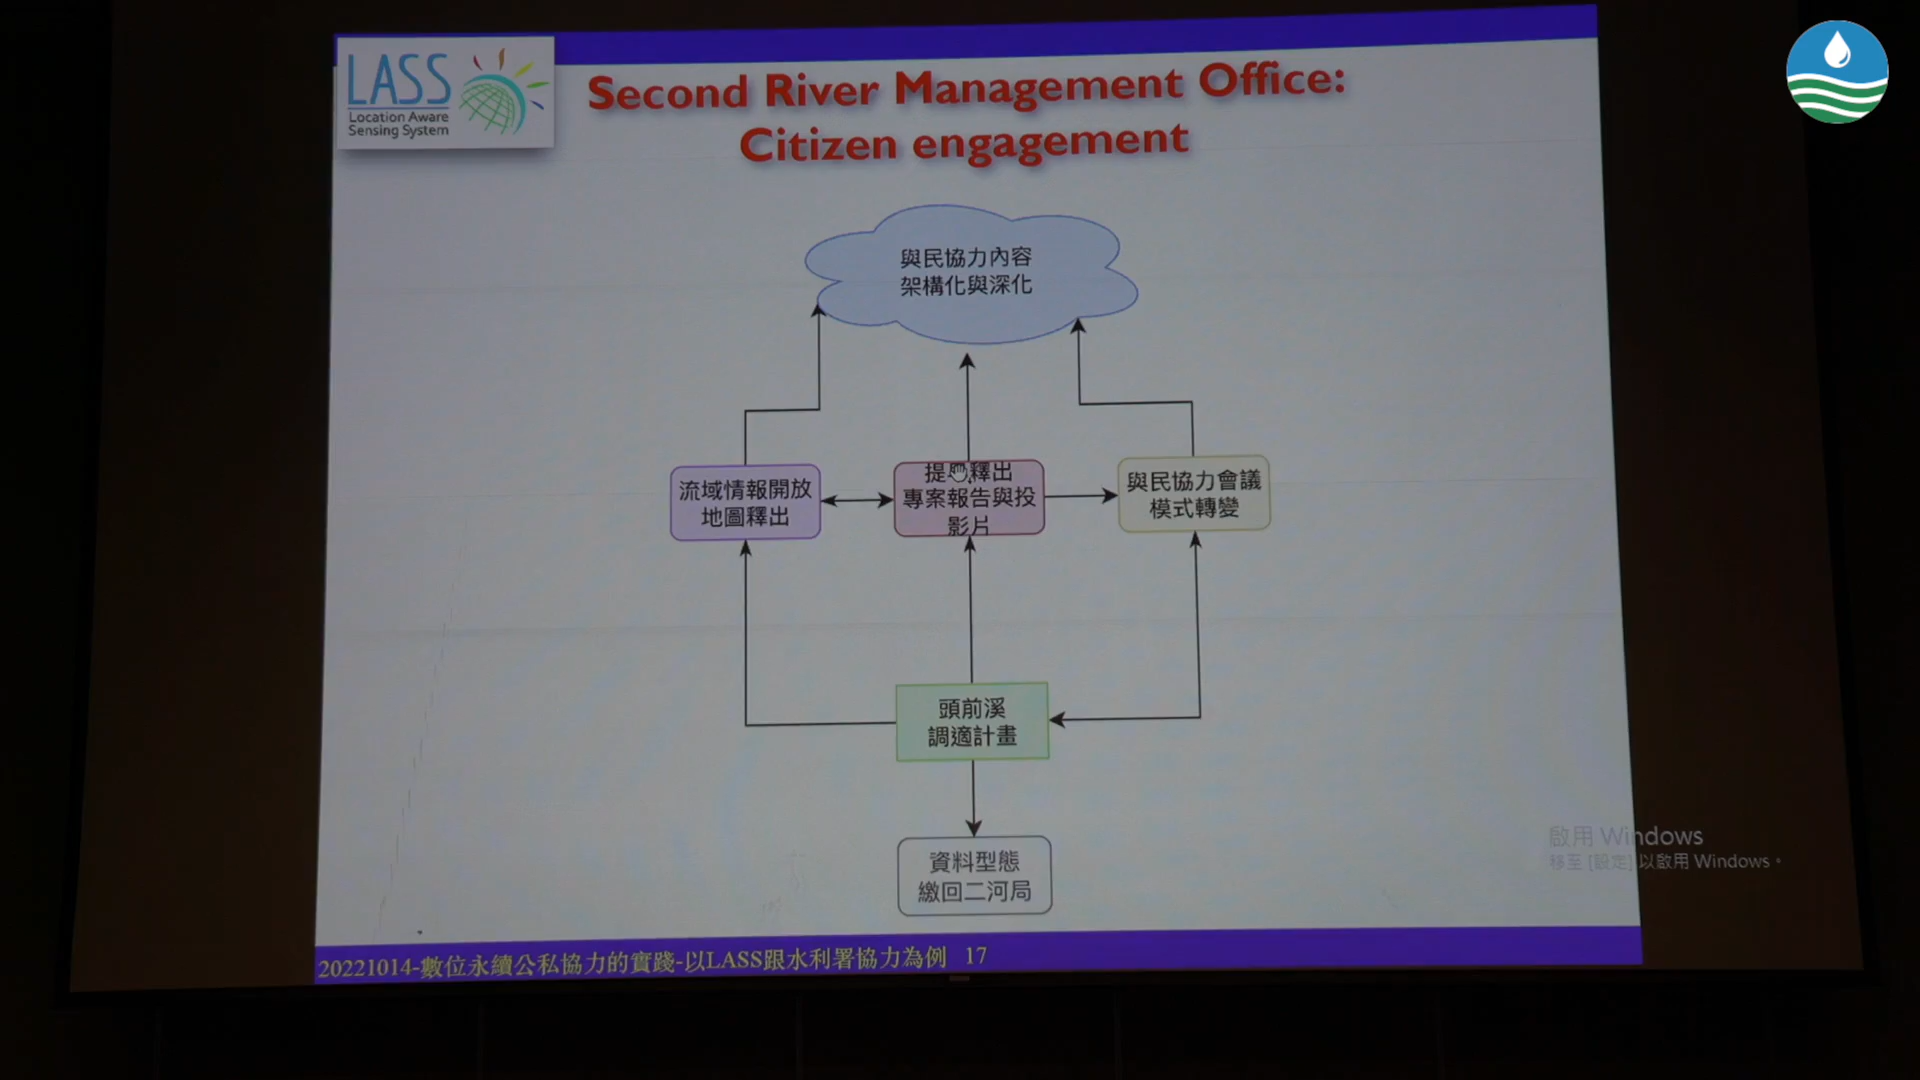 LASS
Location Aware
Sensing System
Second River Management Office:
Citizen engagement
與民協力內容
架構化與深化
流域情報開放
地圖釋出
釋出
專案報告與投
影片
與民協力會議
模式轉變
頭前溪
調適計畫
資料型態
繳回二河局
啟用 Windows
移至 [設定] 以啟用 Windows。
20221014-數位永續公私協力的實踐-以LASS跟水利署協力為例 17